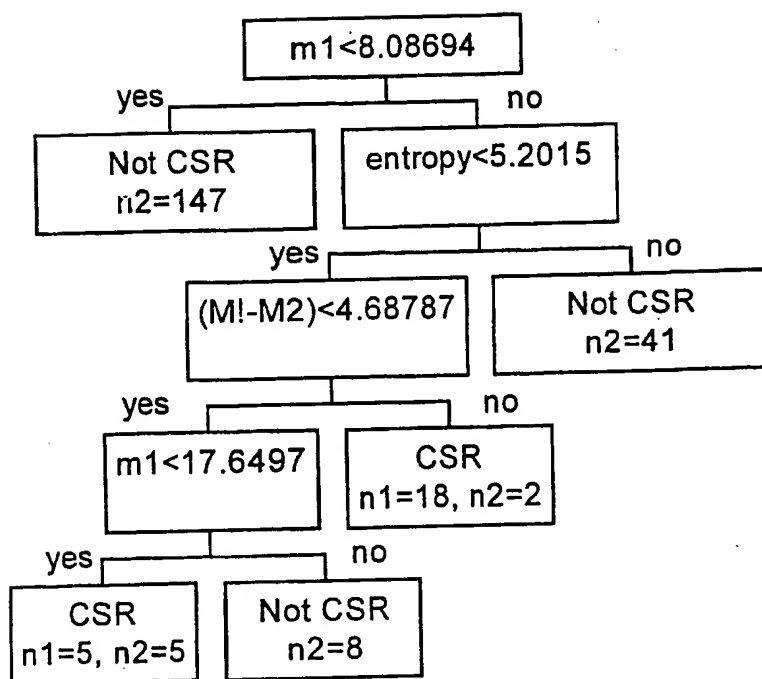 m1<8.08694
yes
no
Not CSR
n2=147
entropy<5.2015
yes
no
(M!-M2)<4.68787
Not CSR
n2=41
yes
no
m1<17.6497
CSR
n1=18, n2=2
yes
no
CSR
n1=5, n2=5
Not CSR
n2=8